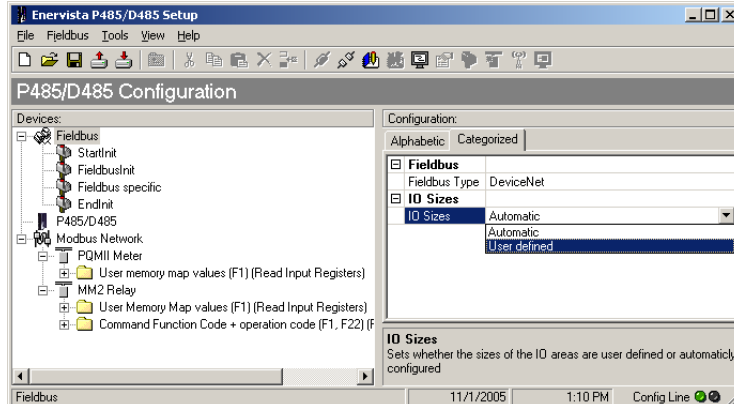 Enervista P485/D485 Setup
File Fieldbus Tools View Help
P485/D485 Configuration
Devices:
Fieldbus
StartInit
FieldbusInit
Fieldbus specific
EndInit
P485/D485
Modbus Network
PQMII Meter
User memory map values (F1) (Read Input Registers)
MM2 Relay
User Memory Map values (F1) (Read Input Registers)
Command Function Code + operation code (F1, F22) (F
Configuration:
Alphabetic Categorized
Fieldbus
Fieldbus Type DeviceNet
IO Sizes
IO Sizes Automatic
Automatic
User defined
IO Sizes
Sets whether the sizes of the IO areas are user defined or automaticly
configured
Fieldbus 11/1/2005 1:10 PM Config Line